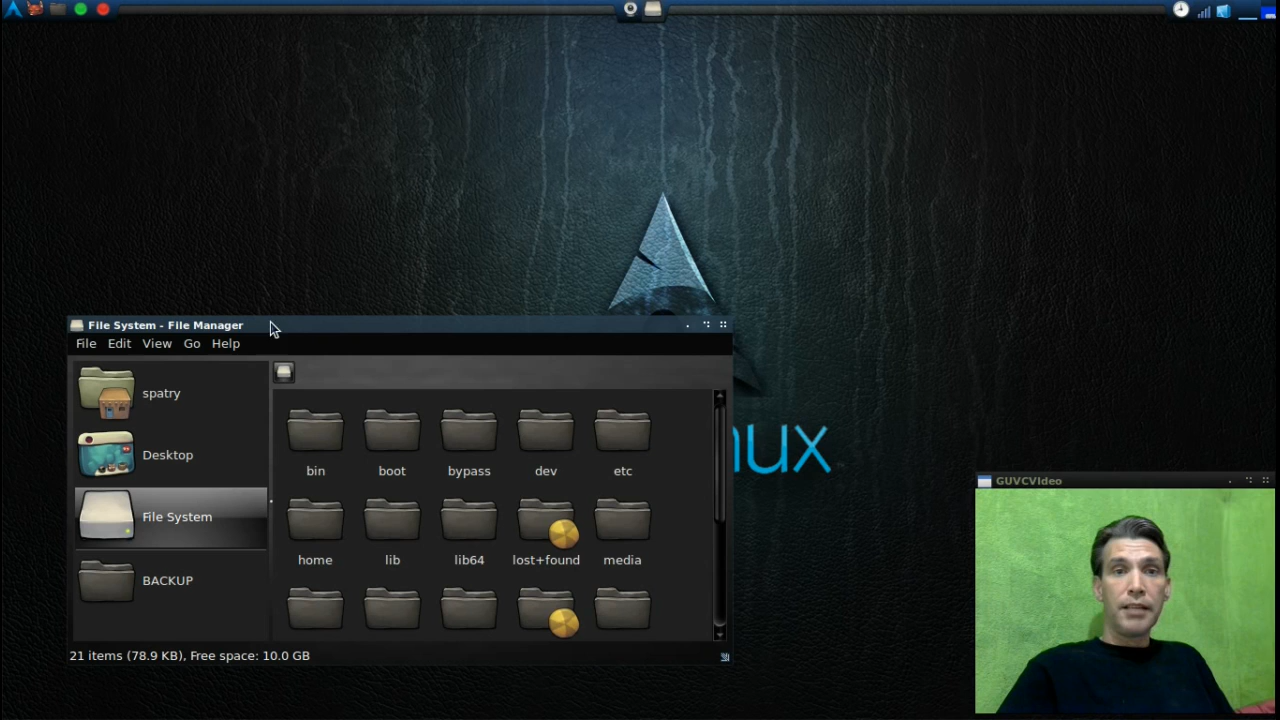 File System - File Manager
File Edit View Go Help
spatry
Desktop
File System
BACKUP
bin boot bypass dev etc
home lib lib64 lost+found media
21 items (78.9 KB), Free space: 10.0 GB
nux
GUVCVIdeo